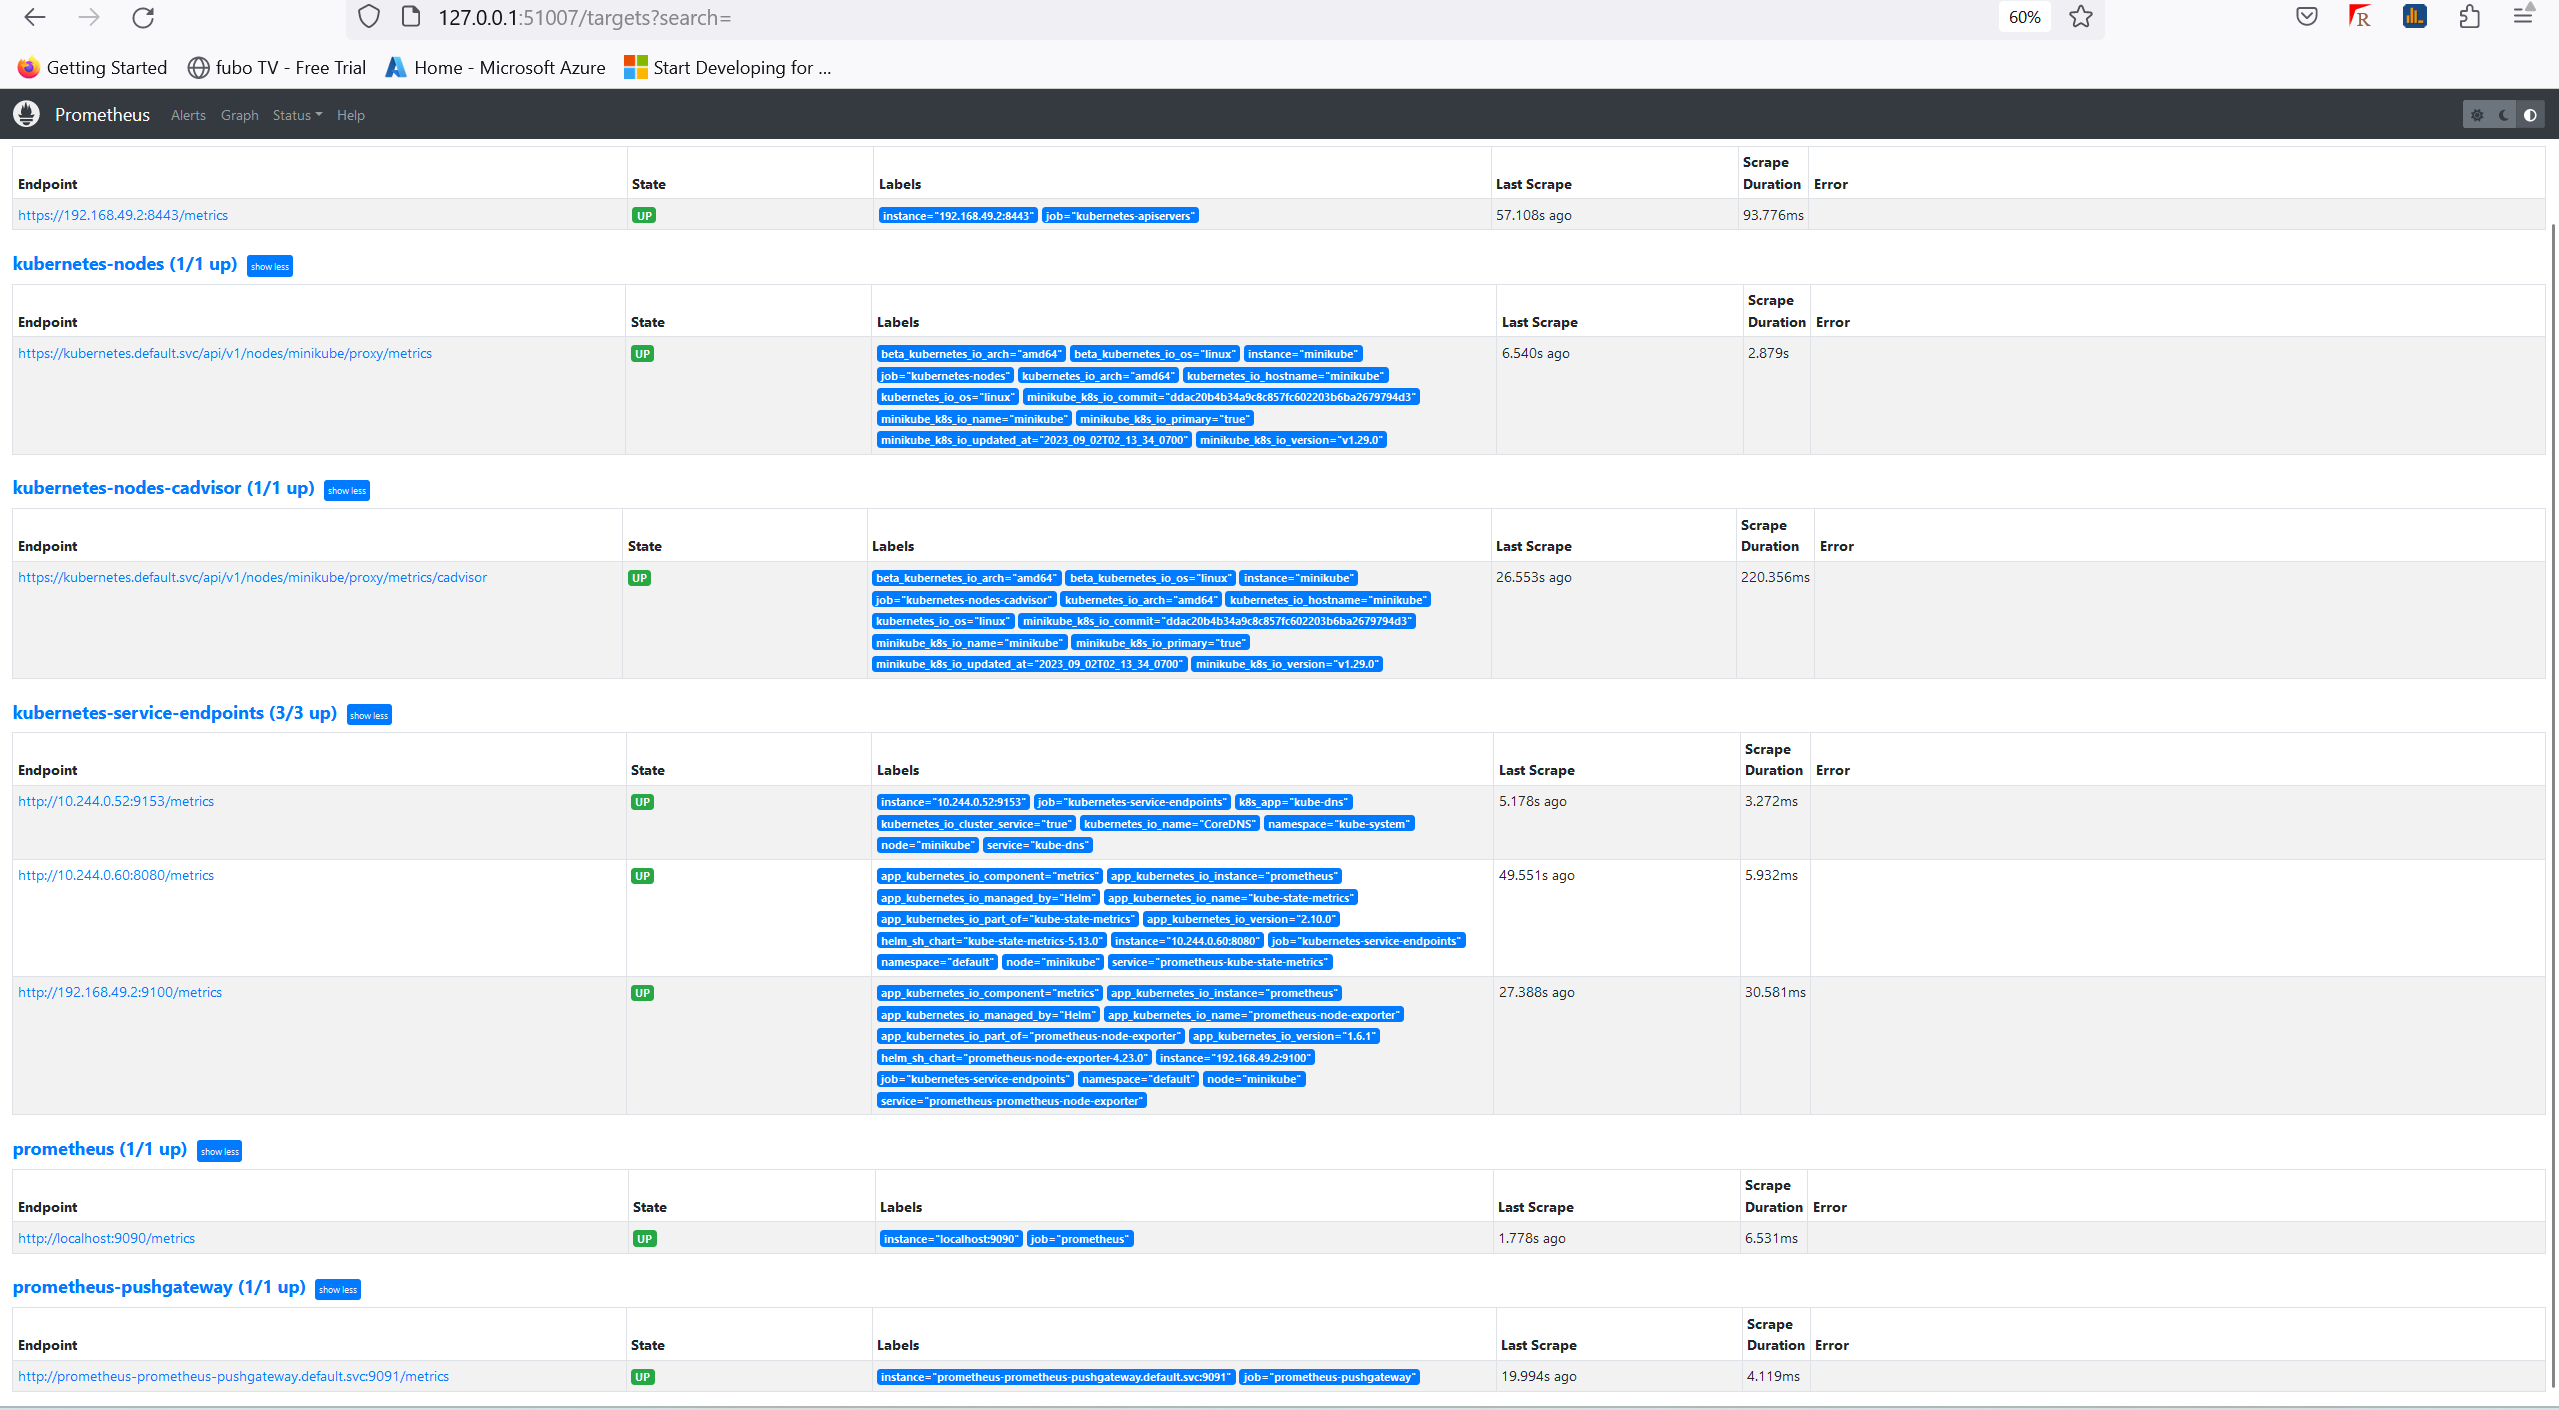 127.0.0.1:51007/targets?search=
60%
Getting Started fubo TV - Free Trial Home - Microsoft Azure Start Developing for ...
Prometheus Alerts Graph Status Help
Endpoint State Labels Last Scrape Scrape Duration Error
https://192.168.49.2:8443/metrics UP instance="192.168.49.2:8443" job="kubernetes-apiservers" 57.108s ago 93.776ms
kubernetes-nodes (1/1 up) show less
Endpoint State Labels Last Scrape Scrape Duration Error
https://kubernetes.default.svc/api/v1/nodes/minikube/proxy/metrics UP beta_kubernetes_io_arch="amd64" beta_kubernetes_io_os="linux" instance="minikube" 6.540s ago 2.879s
job="kubernetes-nodes" kubernetes_io_arch="amd64" kubernetes_io_hostname="minikube"
kubernetes_io_os="linux" minikube_k8s_io_commit="ddac20b4b34a9c8c857fc602203b6ba2679794d3"
minikube_k8s_io_name="minikube" minikube_k8s_io_primary="true"
minikube_k8s_io_updated_at="2023_09_02T02_13_34_0700" minikube_k8s_io_version="v1.29.0"
kubernetes-nodes-cadvisor (1/1 up) show less
Endpoint State Labels Last Scrape Scrape Duration Error
https://kubernetes.default.svc/api/v1/nodes/minikube/proxy/metrics/cadvisor UP beta_kubernetes_io_arch="amd64" beta_kubernetes_io_os="linux" instance="minikube" 26.553s ago 220.356ms
job="kubernetes-nodes-cadvisor" kubernetes_io_arch="amd64" kubernetes_io_hostname="minikube"
kubernetes_io_os="linux" minikube_k8s_io_commit="ddac20b4b34a9c8c857fc602203b6ba2679794d3"
minikube_k8s_io_name="minikube" minikube_k8s_io_primary="true"
minikube_k8s_io_updated_at="2023_09_02T02_13_34_0700" minikube_k8s_io_version="v1.29.0"
kubernetes-service-endpoints (3/3 up) show less
Endpoint State Labels Last Scrape Scrape Duration Error
http://10.244.0.52:9153/metrics UP instance="10.244.0.52:9153" job="kubernetes-service-endpoints" k8s_app="kube-dns" 5.178s ago 3.272ms
kubernetes_io_cluster_service="true" kubernetes_io_name="CoreDNS" namespace="kube-system"
node="minikube" service="kube-dns"
http://10.244.0.60:8080/metrics UP app_kubernetes_io_component="metrics" app_kubernetes_io_instance="prometheus" 49.551s ago 5.932ms
app_kubernetes_io_managed_by="Helm" app_kubernetes_io_name="kube-state-metrics"
app_kubernetes_io_part_of="kube-state-metrics" app_kubernetes_io_version="2.10.0"
helm_sh_chart="kube-state-metrics-5.13.0" instance="10.244.0.60:8080" job="kubernetes-service-endpoints"
namespace="default" node="minikube" service="prometheus-kube-state-metrics"
http://192.168.49.2:9100/metrics UP app_kubernetes_io_component="metrics" app_kubernetes_io_instance="prometheus" 27.388s ago 30.581ms
app_kubernetes_io_managed_by="Helm" app_kubernetes_io_name="prometheus-node-exporter"
app_kubernetes_io_part_of="prometheus-node-exporter" app_kubernetes_io_version="1.6.1"
helm_sh_chart="prometheus-node-exporter-4.23.0" instance="192.168.49.2:9100"
job="kubernetes-service-endpoints" namespace="default" node="minikube"
service="prometheus-prometheus-node-exporter"
prometheus (1/1 up) show less
Endpoint State Labels Last Scrape Scrape Duration Error
http://localhost:9090/metrics UP instance="localhost:9090" job="prometheus" 1.778s ago 6.531ms
prometheus-pushgateway (1/1 up) show less
Endpoint State Labels Last Scrape Scrape Duration Error
http://prometheus-prometheus-pushgateway.default.svc:9091/metrics UP instance="prometheus-prometheus-pushgateway.default.svc:9091" job="prometheus-pushgateway" 19.994s ago 4.119ms